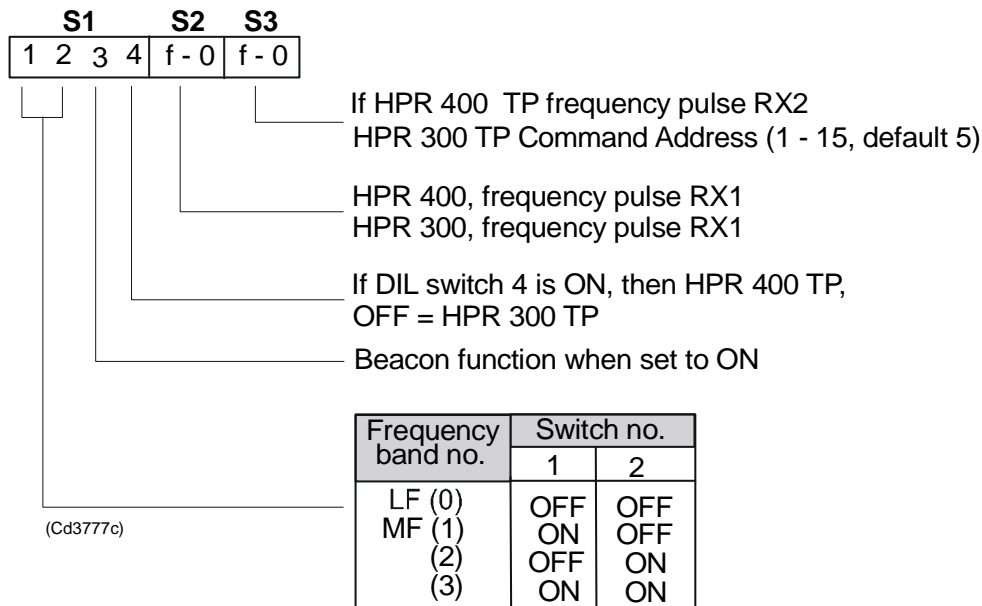 S1 S2 S3
1 2 3 4 f - 0 f - 0
If HPR 400 TP frequency pulse RX2
HPR 300 TP Command Address (1 - 15, default 5)
HPR 400, frequency pulse RX1
HPR 300, frequency pulse RX1
If DIL switch 4 is ON, then HPR 400 TP,
OFF = HPR 300 TP
Beacon function when set to ON
Frequency band no. Switch no.
1 2
LF (0) OFF OFF
MF (1) ON OFF
(2) OFF ON
(3) ON ON
(Cd3777c)